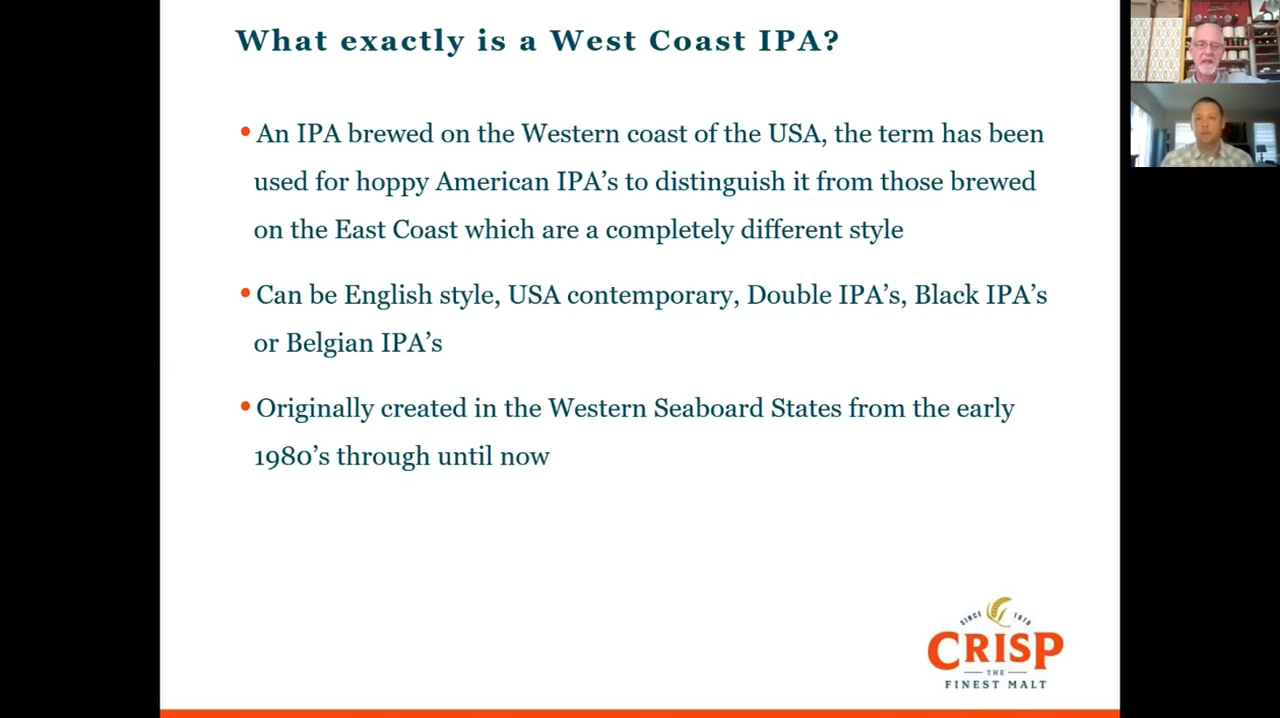 What exactly is a West Coast IPA?
• An IPA brewed on the Western coast of the USA, the term has been
used for hoppy American IPA’s to distinguish it from those brewed
on the East Coast which are a completely different style
• Can be English style, USA contemporary, Double IPA’s, Black IPA’s
or Belgian IPA’s
• Originally created in the Western Seaboard States from the early
1980’s through until now
SINCE 1870
CRISP
THE
FINEST MALT